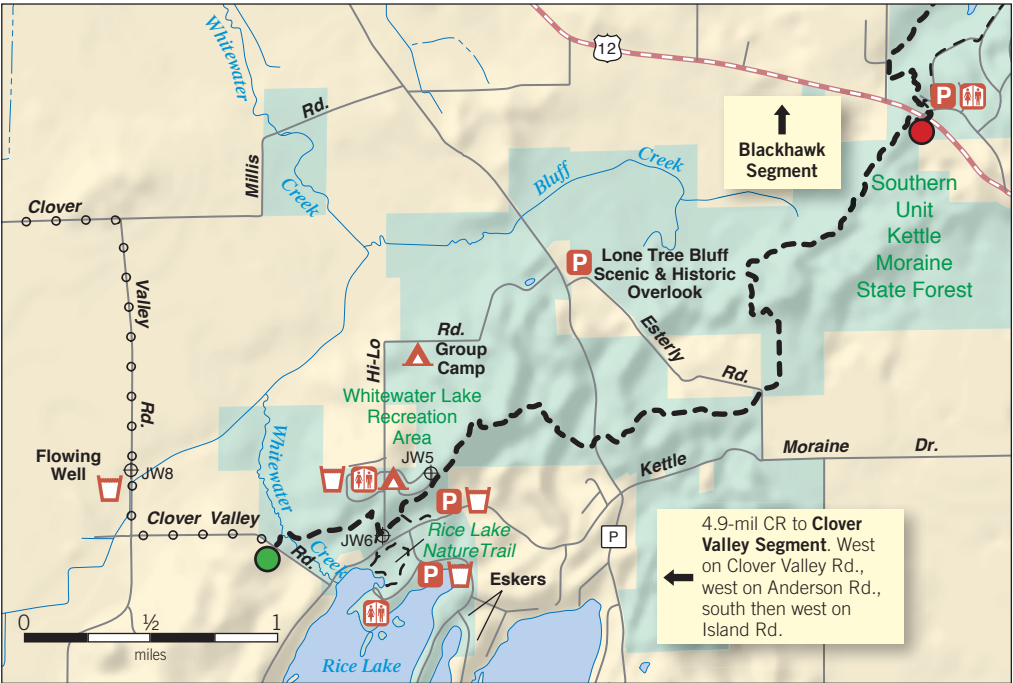 Whitewater
Creek
12
P
Rd.
Millis
Blackhawk
Segment
Bluff
Creek
Southern
Unit
Kettle
Moraine
State Forest
Clover
Valley
Rd.
P
Lone Tree Bluff
Scenic & Historic
Overlook
Esterly
Rd.
Hi-Lo
Rd.
Group
Camp
Whitewater Lake
Recreation
Area
JW5
Flowing
Well
JW8
Whitewater
Creek
Kettle
Moraine
Dr.
Clover Valley
Rd.
JW6
P
Rice Lake
NatureTrail
P
Eskers
P
4.9-mil CR to Clover
Valley Segment. West
on Clover Valley Rd.,
west on Anderson Rd.,
south then west on
Island Rd.
0 ½ 1
miles
Rice Lake